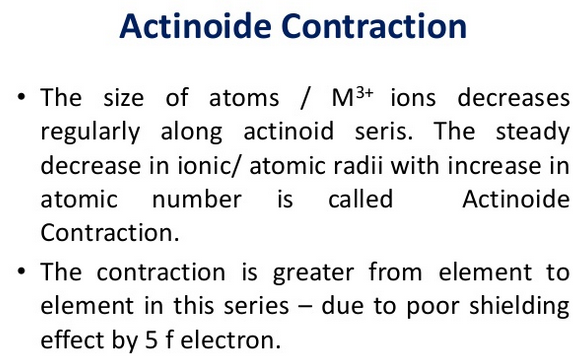 Actinoide Contraction
• The size of atoms / M³⁺ ions decreases
regularly along actinoid seris. The steady
decrease in ionic/ atomic radii with increase in
atomic number is called Actinoide
Contraction.
• The contraction is greater from element to
element in this series – due to poor shielding
effect by 5 f electron.